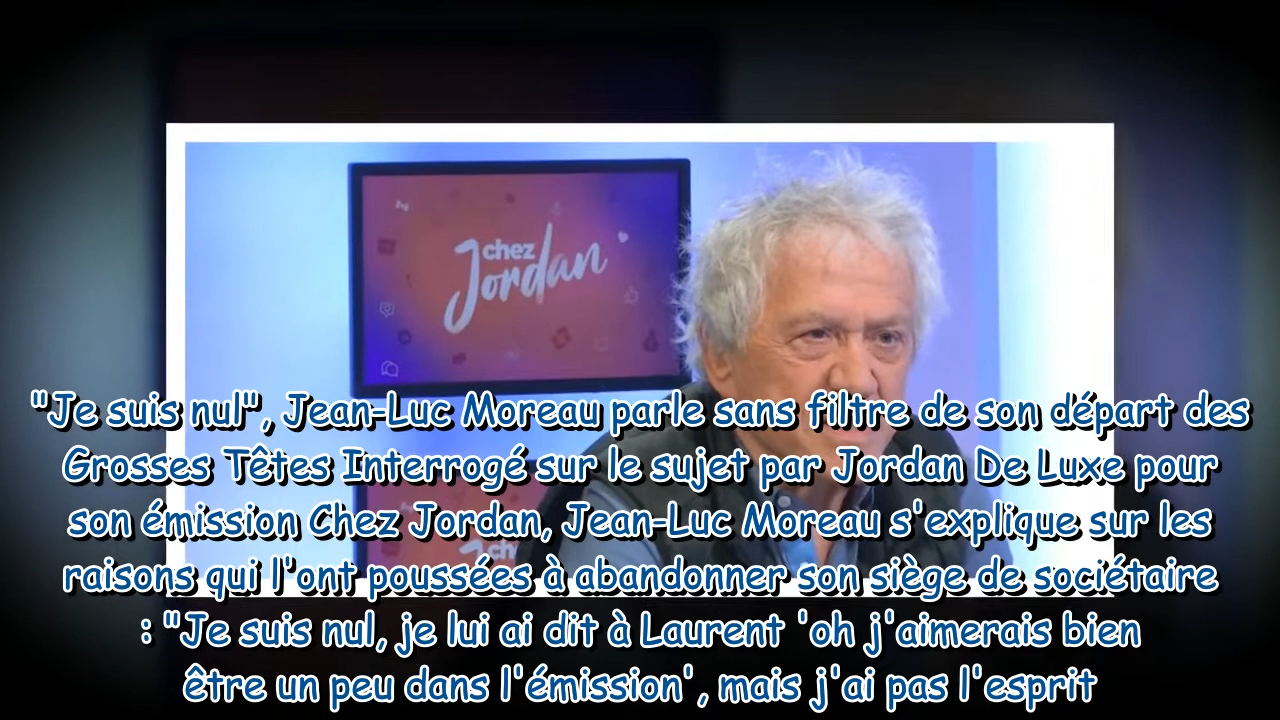 chez
Jordan
"Je suis nul", Jean-Luc Moreau parle sans filtre de son départ des
Grosses Têtes Interrogé sur le sujet par Jordan De Luxe pour
son émission Chez Jordan, Jean-Luc Moreau s'explique sur les
raisons qui l'ont poussées à abandonner son siège de sociétaire
: "Je suis nul, je lui ai dit à Laurent 'oh j'aimerais bien
être un peu dans l'émission', mais j'ai pas l'esprit